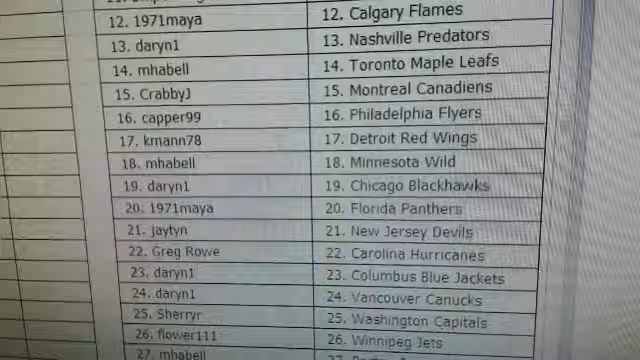 12. 1971maya 12. Calgary Flames
13. daryn1 13. Nashville Predators
14. mhabell 14. Toronto Maple Leafs
15. CrabbyJ 15. Montreal Canadiens
16. capper99 16. Philadelphia Flyers
17. kmann78 17. Detroit Red Wings
18. mhabell 18. Minnesota Wild
19. daryn1 19. Chicago Blackhawks
20. 1971maya 20. Florida Panthers
21. jaytyn 21. New Jersey Devils
22. Greg Rowe 22. Carolina Hurricanes
23. daryn1 23. Columbus Blue Jackets
24. daryn1 24. Vancouver Canucks
25. Sherryr 25. Washington Capitals
26. flower111 26. Winnipeg Jets
27. mhabell 27.